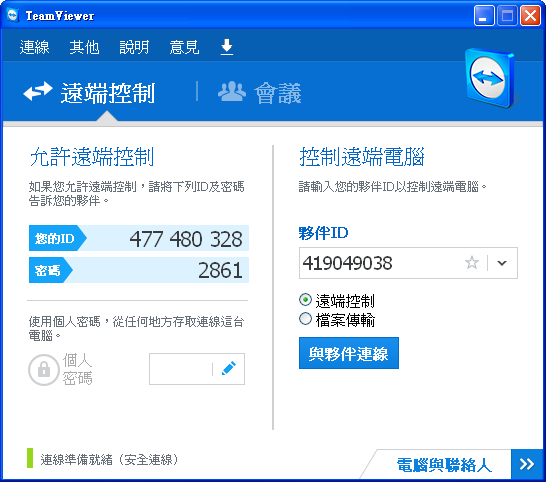 TeamViewer
連線 其他 說明 意見
遠端控制 會議
允許遠端控制
如果您允許遠端控制，請將下列ID及密碼
告訴您的夥伴。
您的ID 477 480 328
密碼 2861
使用個人密碼，從任何地方存取連線這台
電腦。
個人
密碼
控制遠端電腦
請輸入您的夥伴ID以控制遠端電腦。
夥伴ID
419049038
遠端控制
檔案傳輸
與夥伴連線
連線準備就緒（安全連線）
電腦與聯絡人